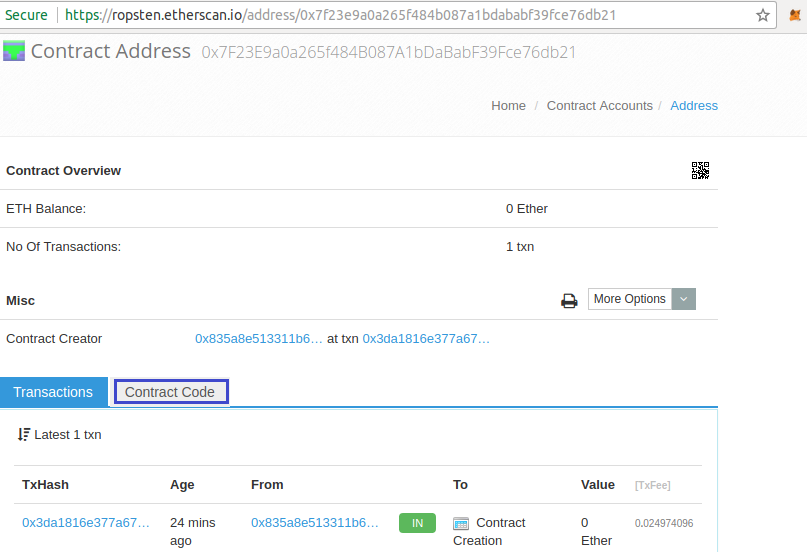 Secure https://ropsten.etherscan.io/address/0x7f23e9a0a265f484b087a1bdababf39fce76db21
Contract Address 0x7F23E9a0a265f484B087A1bDaBabF39Fce76db21
Home / Contract Accounts / Address
Contract Overview
ETH Balance: 0 Ether
No Of Transactions: 1 txn
Misc More Options
Contract Creator 0x835a8e513311b6… at txn 0x3da1816e377a67…
Transactions Contract Code
Latest 1 txn
TxHash Age From To Value [TxFee]
0x3da1816e377a67… 24 mins 0x835a8e513311b6… IN Contract 0 0.024974096
ago Creation Ether